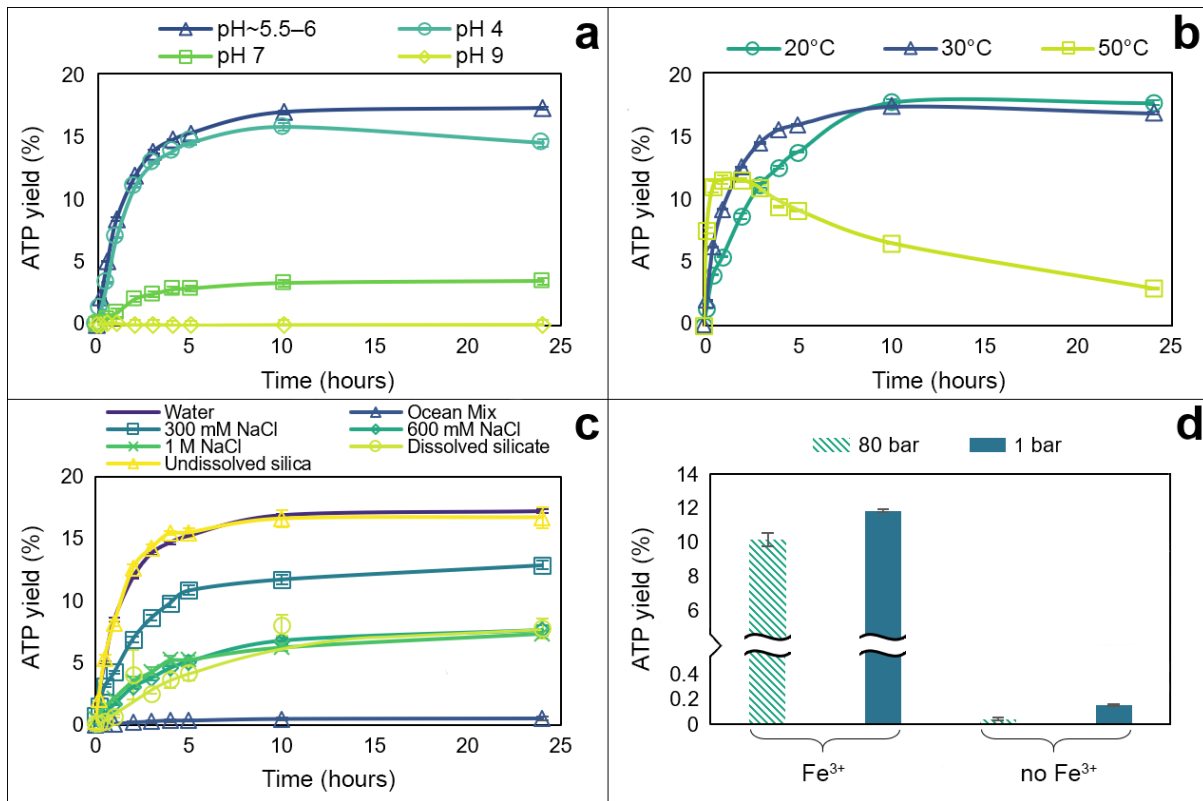 a
pH~5.5–6
pH 4
pH 7
pH 9
ATP yield (%)
20
15
10
5
0
0 5 10 15 20 25
Time (hours)
b
20°C 30°C 50°C
ATP yield (%)
20
15
10
5
0
0 5 10 15 20 25
Time (hours)
c
Water
Ocean Mix
300 mM NaCl
600 mM NaCl
1 M NaCl
Dissolved silicate
Undissolved silica
ATP yield (%)
20
15
10
5
0
0 5 10 15 20 25
Time (hours)
d
80 bar 1 bar
ATP yield (%)
14
12
10
8
6
0.4
0.2
0
Fe³⁺ no Fe³⁺